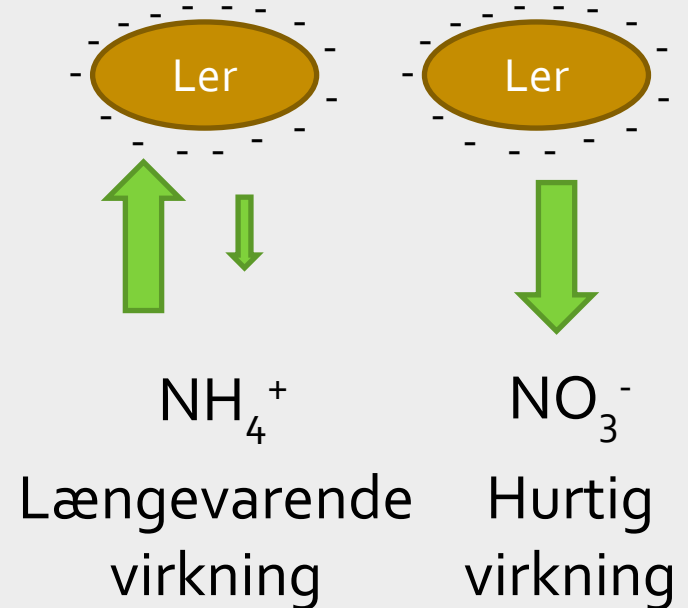 Ler Ler
NH₄⁺ NO₃⁻
Længevarende Hurtig
virkning virkning